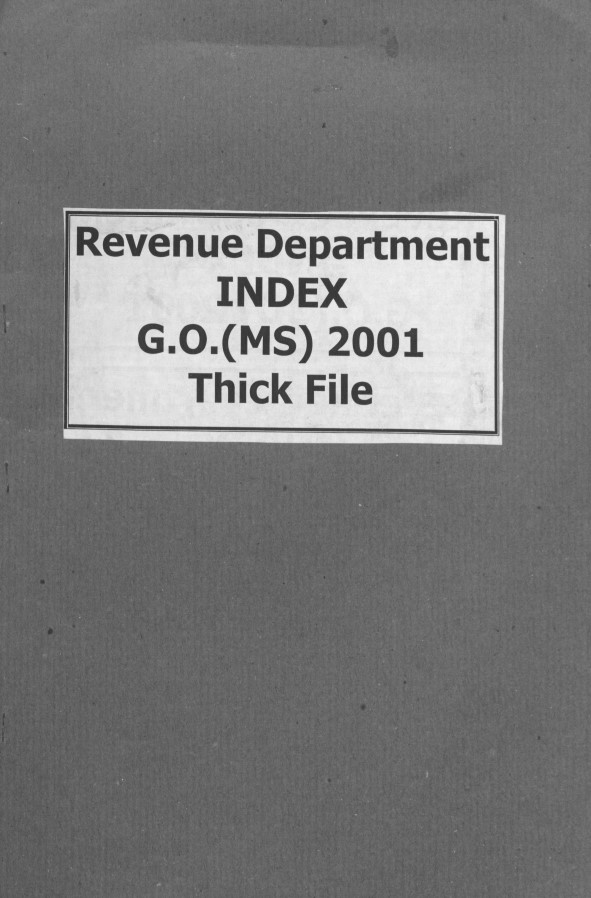 Revenue Department
INDEX
G.O.(MS) 2001
Thick File